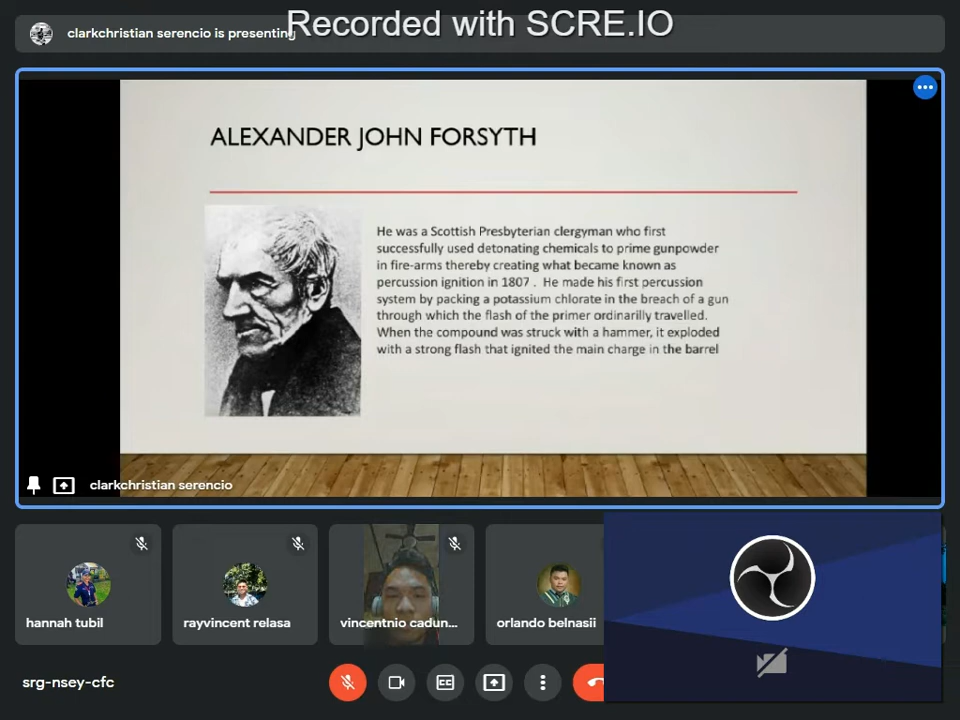 Recorded with SCRE.IO
clarkchristian serencio is presenting
ALEXANDER JOHN FORSYTH
He was a Scottish Presbyterian clergyman who first
successfully used detonating chemicals to prime gunpowder
in fire-arms thereby creating what became known as
percussion ignition in 1807 . He made his first percussion
system by packing a potassium chlorate in the breach of a gun
through which the flash of the primer ordinarilly travelled.
When the compound was struck with a hammer, it exploded
with a strong flash that ignited the main charge in the barrel
clarkchristian serencio
hannah tubil
rayvincent relasa
vincentnio cadun...
orlando belnasii
srg-nsey-cfc
CC